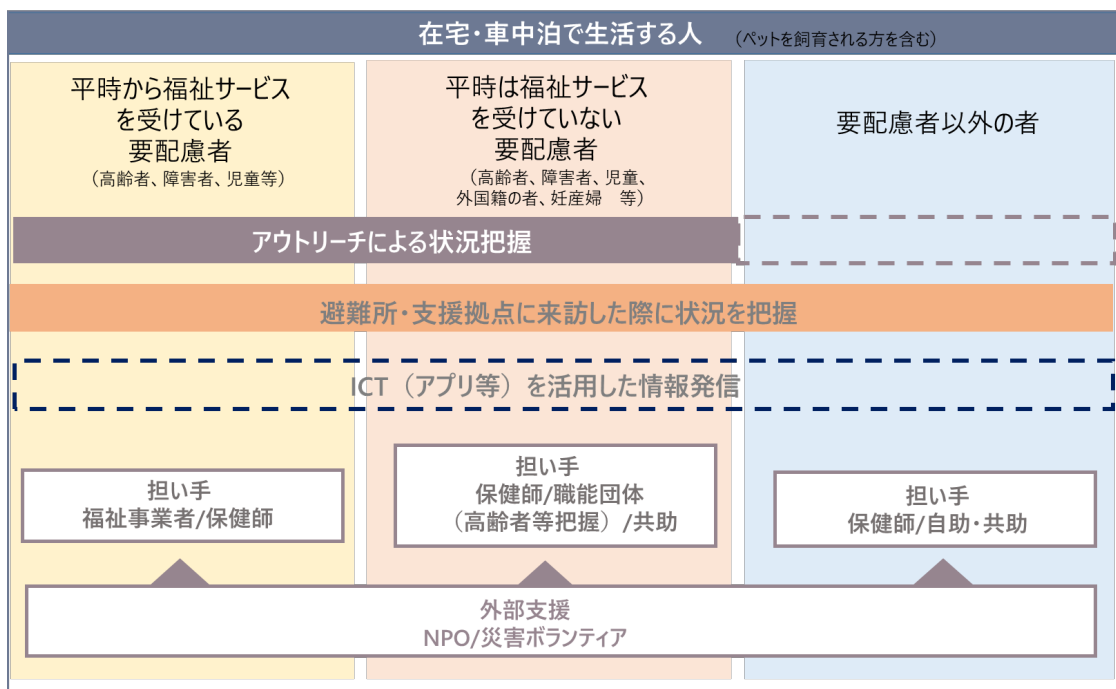 在宅・車中泊で生活する人 (ペットを飼育される方を含む)
平時から福祉サービス
を受けている
要配慮者
（高齢者、障害者、児童等）
平時は福祉サービス
を受けていない
要配慮者
（高齢者、障害者、児童、
外国籍の者、妊産婦　等）
要配慮者以外の者
アウトリーチによる状況把握
避難所・支援拠点に来訪した際に状況を把握
ICT（アプリ等）を活用した情報発信
担い手
福祉事業者/保健師
担い手
保健師/職能団体
（高齢者等把握）/共助
担い手
保健師/自助・共助
外部支援
NPO/災害ボランティア